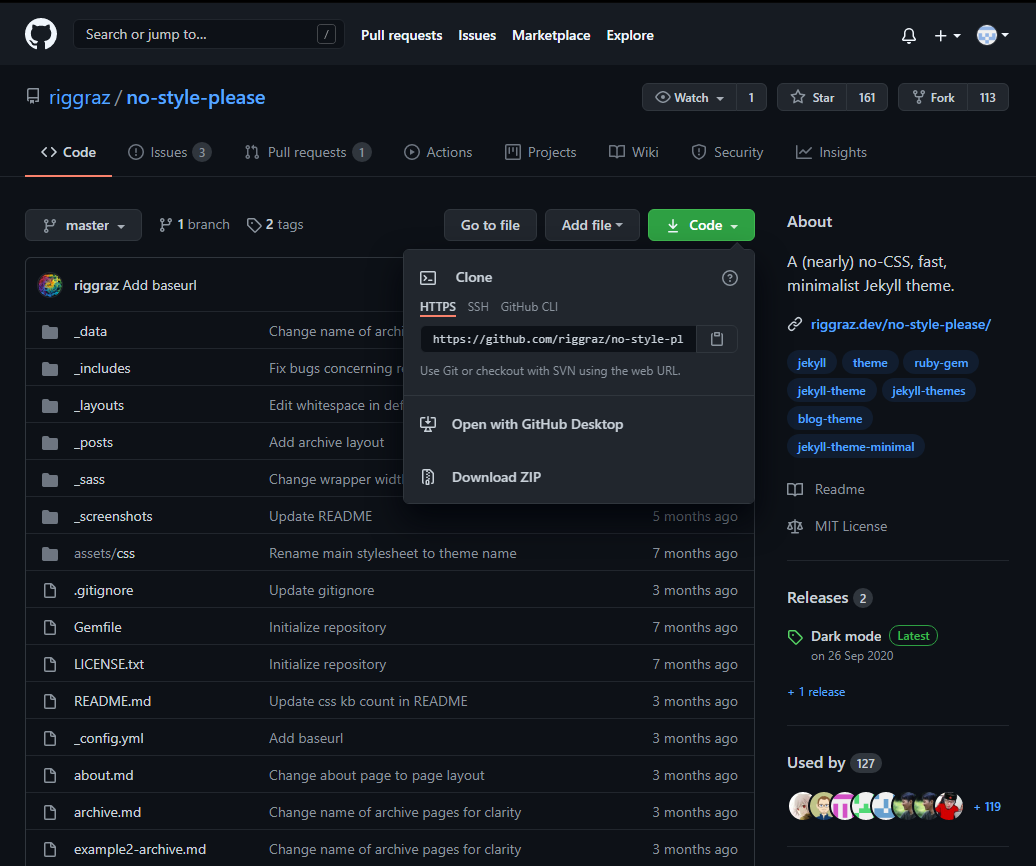 Search or jump to... /
Pull requests Issues Marketplace Explore
riggraz / no-style-please
Watch 1 Star 161 Fork 113
Code Issues 3 Pull requests 1 Actions Projects Wiki Security Insights
master 1 branch 2 tags Go to file Add file Code
riggraz Add baseurl
Clone
HTTPS SSH GitHub CLI
https://github.com/riggraz/no-style-pl
Use Git or checkout with SVN using the web URL.
Open with GitHub Desktop
Download ZIP
_data Change name of archi
_includes Fix bugs concerning
_layouts Edit whitespace in def
_posts Add archive layout
_sass Change wrapper width
_screenshots Update README 5 months ago
assets/css Rename main stylesheet to theme name 7 months ago
.gitignore Update gitignore 3 months ago
Gemfile Initialize repository 7 months ago
LICENSE.txt Initialize repository 7 months ago
README.md Update css kb count in README 3 months ago
_config.yml Add baseurl 3 months ago
about.md Change about page to page layout 3 months ago
archive.md Change name of archive pages for clarity 3 months ago
example2-archive.md Change name of archive pages for clarity 3 months ago
About
A (nearly) no-CSS, fast,
minimalist Jekyll theme.
riggraz.dev/no-style-please/
jekyll theme ruby-gem
jekyll-theme jekyll-themes
blog-theme
jekyll-theme-minimal
Readme
MIT License
Releases 2
Dark mode Latest
on 26 Sep 2020
+ 1 release
Used by 127
+ 119